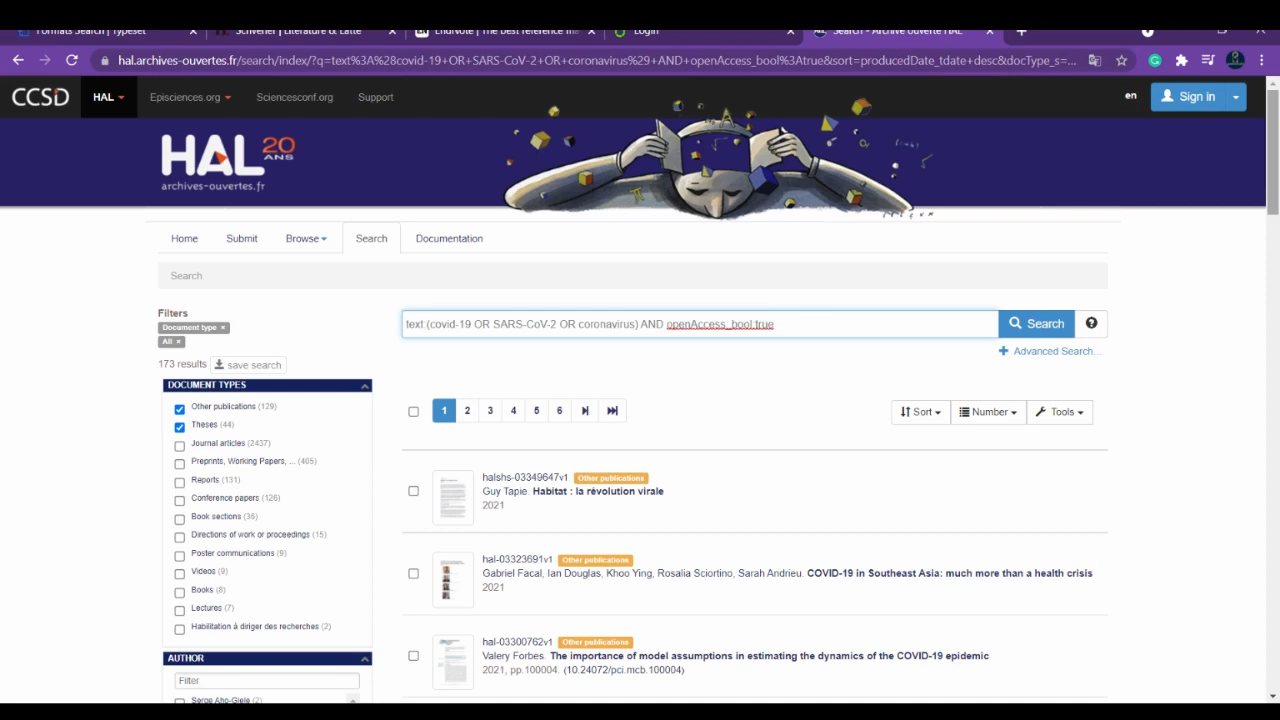 Formats Search | Typeset
Scrivener | Literature & Latte
EndNote | The best reference ma
Login
Search - Archive ouverte HAL
hal.archives-ouvertes.fr/search/index/?q=text%3A%28covid-19+OR+SARS-CoV-2+OR+coronavirus%29+AND+openAccess_bool%3Atrue&sort=producedDate_tdate+desc&docType_s=...
CCSD
HAL
Episciences.org
Sciencesconf.org
Support
en
Sign in
HAL 20 ANS
archives-ouvertes.fr
Home
Submit
Browse
Search
Documentation
Search
Filters
Document type ×
All ×
173 results
save search
text:(covid-19 OR SARS-CoV-2 OR coronavirus) AND openAccess_bool:true
Search
Advanced Search...
DOCUMENT TYPES
Other publications (129)
Theses (44)
Journal articles (2437)
Preprints, Working Papers, ... (405)
Reports (131)
Conference papers (126)
Book sections (36)
Directions of work or proceedings (15)
Poster communications (9)
Videos (9)
Books (8)
Lectures (7)
Habilitation à diriger des recherches (2)
AUTHOR
Filter
Serge Aho-Glele (2)
1 2 3 4 5 6
Sort
Number
Tools
halshs-03349647v1 Other publications
Guy Tapie. Habitat : la révolution virale
2021
hal-03323691v1 Other publications
Gabriel Facal, Ian Douglas, Khoo Ying, Rosalia Sciortino, Sarah Andrieu. COVID-19 in Southeast Asia: much more than a health crisis
2021
hal-03300762v1 Other publications
Valery Forbes. The importance of model assumptions in estimating the dynamics of the COVID-19 epidemic
2021, pp.100004. ⟨10.24072/pci.mcb.100004⟩